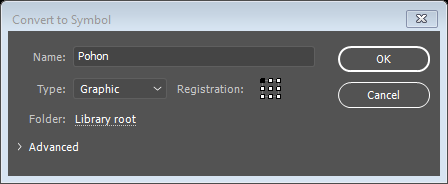 Convert to Symbol
Name: Pohon
OK
Type: Graphic Registration:
Cancel
Folder: Library root
Advanced